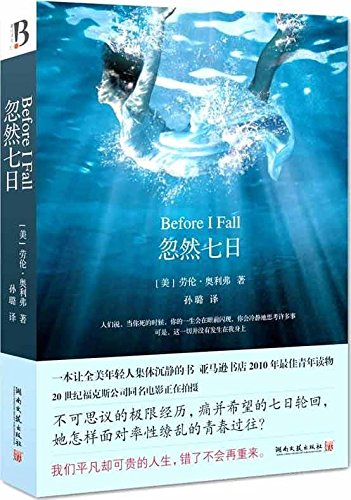 B
Before I Fall
忽然七日
[美] 劳伦·奥利弗 著
孙璐 译
湖南文艺出版社
Before I Fall
忽然七日
[美] 劳伦·奥利弗 著
孙璐 译
人们说,当你死的时候,你的一生会在眼前闪现,你会冷静地思考许多事
可是,这一切并没有发生在我身上
一本让全美年轻人集体沉静的书 亚马逊书店2010年最佳青年读物
20世纪福克斯公司同名电影正在拍摄
不可思议的极限经历,痛并希望的七日轮回,
她怎样面对率性缭乱的青春过往?
我们平凡却可贵的人生,错了不会再重来。
湖南文艺出版社